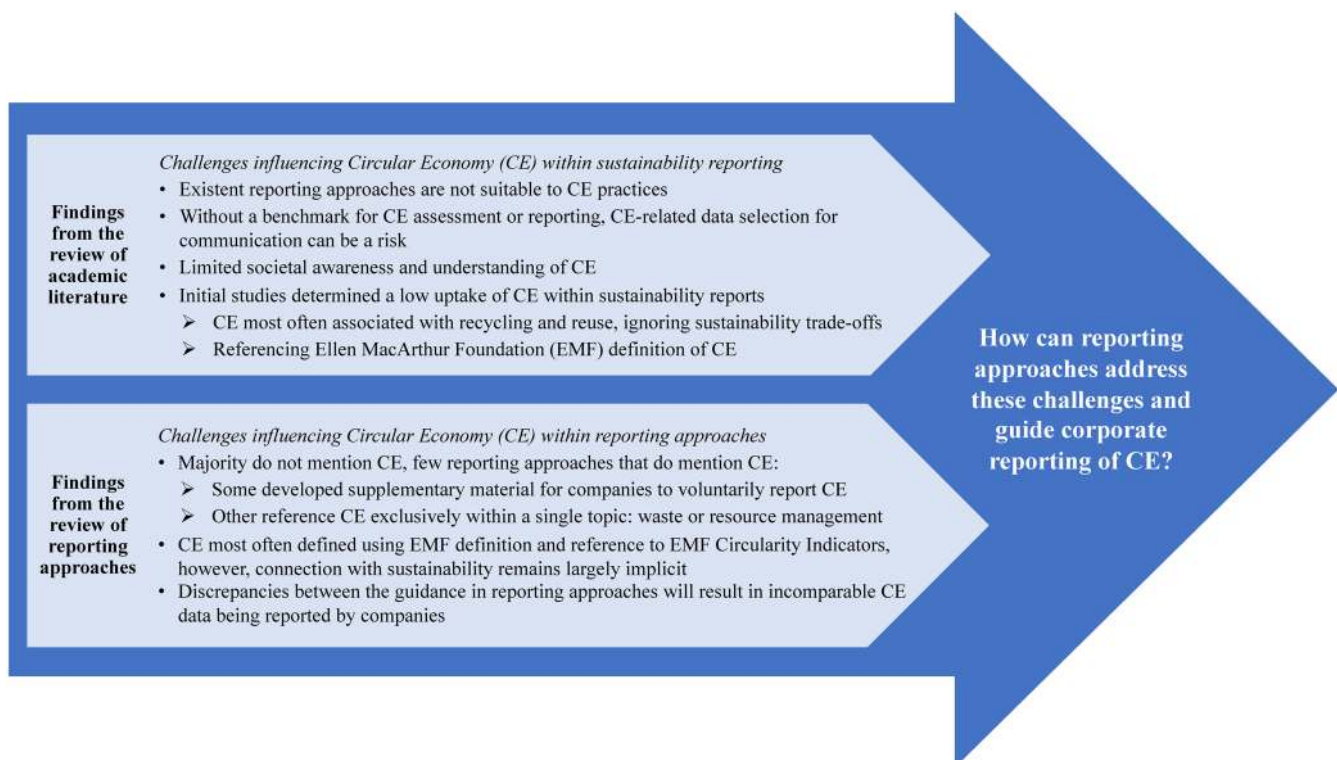 Findings
from the
review of
academic
literature
Challenges influencing Circular Economy (CE) within sustainability reporting
• Existent reporting approaches are not suitable to CE practices
• Without a benchmark for CE assessment or reporting, CE-related data selection for
communication can be a risk
• Limited societal awareness and understanding of CE
• Initial studies determined a low uptake of CE within sustainability reports
➢ CE most often associated with recycling and reuse, ignoring sustainability trade-offs
➢ Referencing Ellen MacArthur Foundation (EMF) definition of CE
Findings
from the
review of
reporting
approaches
Challenges influencing Circular Economy (CE) within reporting approaches
• Majority do not mention CE, few reporting approaches that do mention CE:
➢ Some developed supplementary material for companies to voluntarily report CE
➢ Other reference CE exclusively within a single topic: waste or resource management
• CE most often defined using EMF definition and reference to EMF Circularity Indicators,
however, connection with sustainability remains largely implicit
• Discrepancies between the guidance in reporting approaches will result in incomparable CE
data being reported by companies
How can reporting
approaches address
these challenges and
guide corporate
reporting of CE?